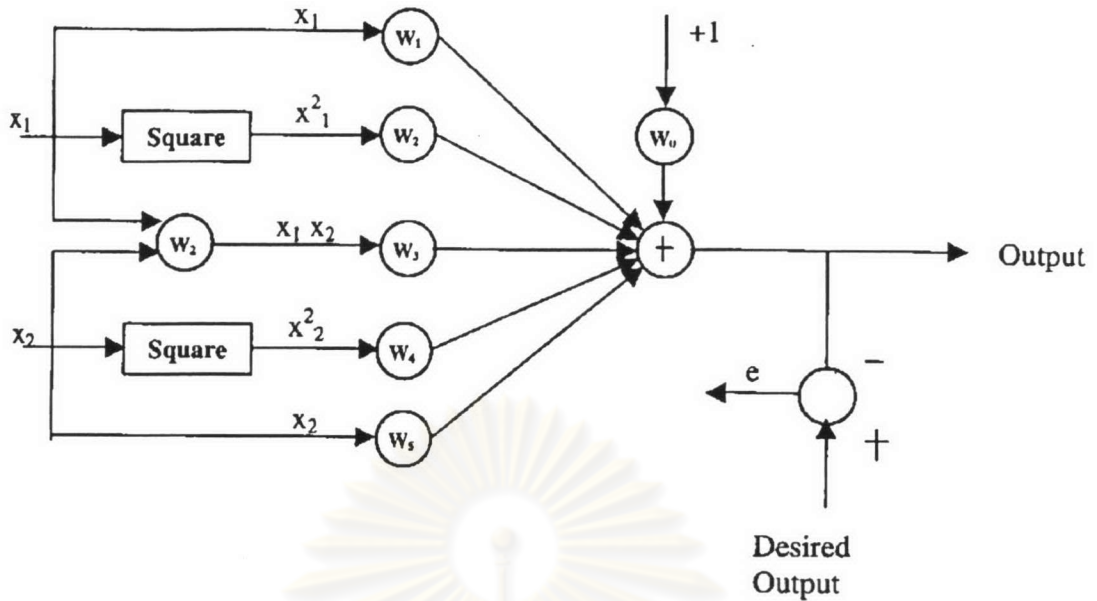 x₁
+1
W₁
x₁
Square
x²₁
W₂
W₀
W₂
x₁ x₂
W₃
+
Output
x₂
Square
x²₂
W₄
e
−
x₂
W₅
+
Desired
Output